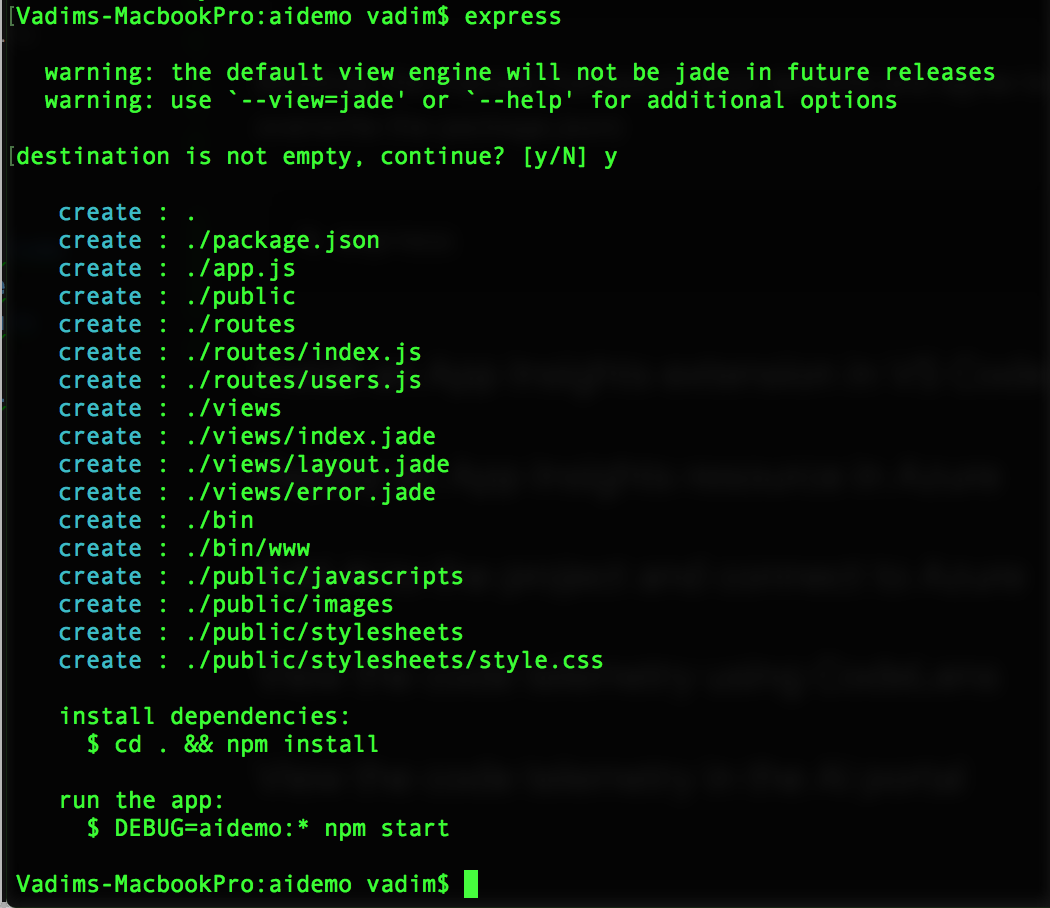 [Vadims-MacbookPro:aidemo vadim$ express
warning: the default view engine will not be jade in future releases
warning: use `--view=jade' or `--help' for additional options
[destination is not empty, continue? [y/N] y
create : .
create : ./package.json
create : ./app.js
create : ./public
create : ./routes
create : ./routes/index.js
create : ./routes/users.js
create : ./views
create : ./views/index.jade
create : ./views/layout.jade
create : ./views/error.jade
create : ./bin
create : ./bin/www
create : ./public/javascripts
create : ./public/images
create : ./public/stylesheets
create : ./public/stylesheets/style.css
install dependencies:
$ cd . && npm install
run the app:
$ DEBUG=aidemo:* npm start
Vadims-MacbookPro:aidemo vadim$